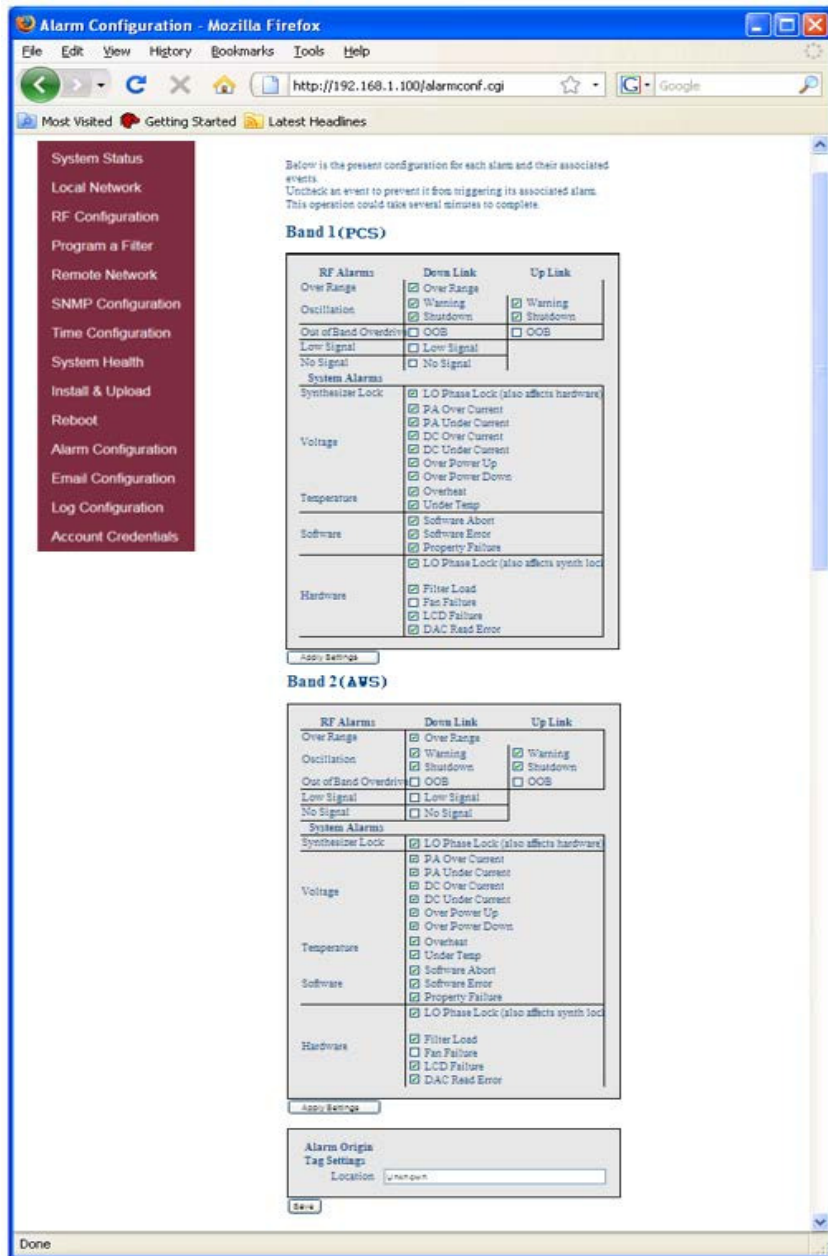 Alarm Configuration - Mozilla Firefox
File Edit View History Bookmarks Tools Help
http://192.168.1.100/alarmconf.cgi
G Google
Most Visited Getting Started Latest Headlines
System Status
Local Network
RF Configuration
Program a Filter
Remote Network
SNMP Configuration
Time Configuration
System Health
Install & Upload
Reboot
Alarm Configuration
Email Configuration
Log Configuration
Account Credentials
Below is the present configuration for each alarm and their associated
events.
Uncheck an event to prevent it from triggering its associated alarm.
This operation could take several minutes to complete.
Band 1(PCS)
RF Alarms Down Link Up Link
Over Range Over Range
Oscillation Warning Warning
Shutdown Shutdown
Out of Band Overdrive OOB OOB
Low Signal Low Signal
No Signal No Signal
System Alarms
Synthesizer Lock LO Phase Lock (also affects hardware)
Voltage PA Over Current
PA Under Current
DC Over Current
DC Under Current
Over Power Up
Over Power Down
Temperature Overheat
Under Temp
Software Software Abort
Software Error
Property Failure
Hardware LO Phase Lock (also affects synth lock
Filter Load
Fan Failure
LCD Failure
DAC Read Error
Apply Settings
Band 2(AWS)
RF Alarms Down Link Up Link
Over Range Over Range
Oscillation Warning Warning
Shutdown Shutdown
Out of Band Overdrive OOB OOB
Low Signal Low Signal
No Signal No Signal
System Alarms
Synthesizer Lock LO Phase Lock (also affects hardware)
Voltage PA Over Current
PA Under Current
DC Over Current
DC Under Current
Over Power Up
Over Power Down
Temperature Overheat
Under Temp
Software Software Abort
Software Error
Property Failure
Hardware LO Phase Lock (also affects synth lock
Filter Load
Fan Failure
LCD Failure
DAC Read Error
Apply Settings
Alarm Origin
Tag Settings
Location Unknown
Save
Done